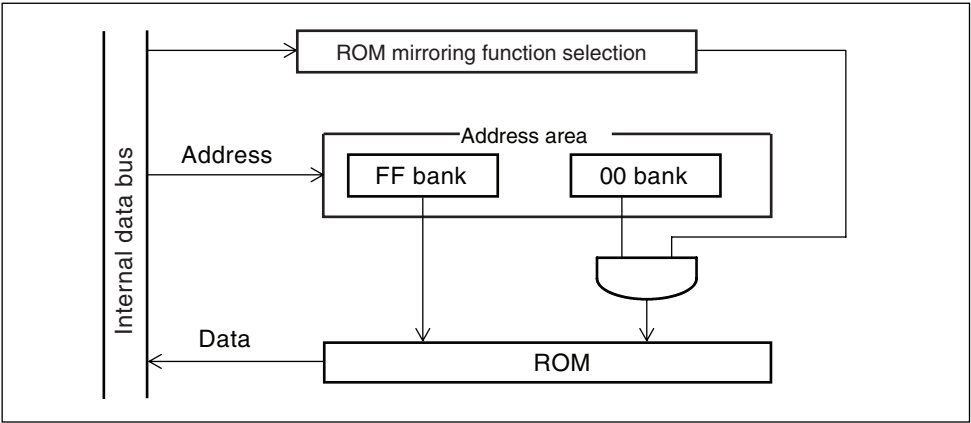 ROM mirroring function selection
Address area
Address
FF bank
00 bank
Internal data bus
Data
ROM